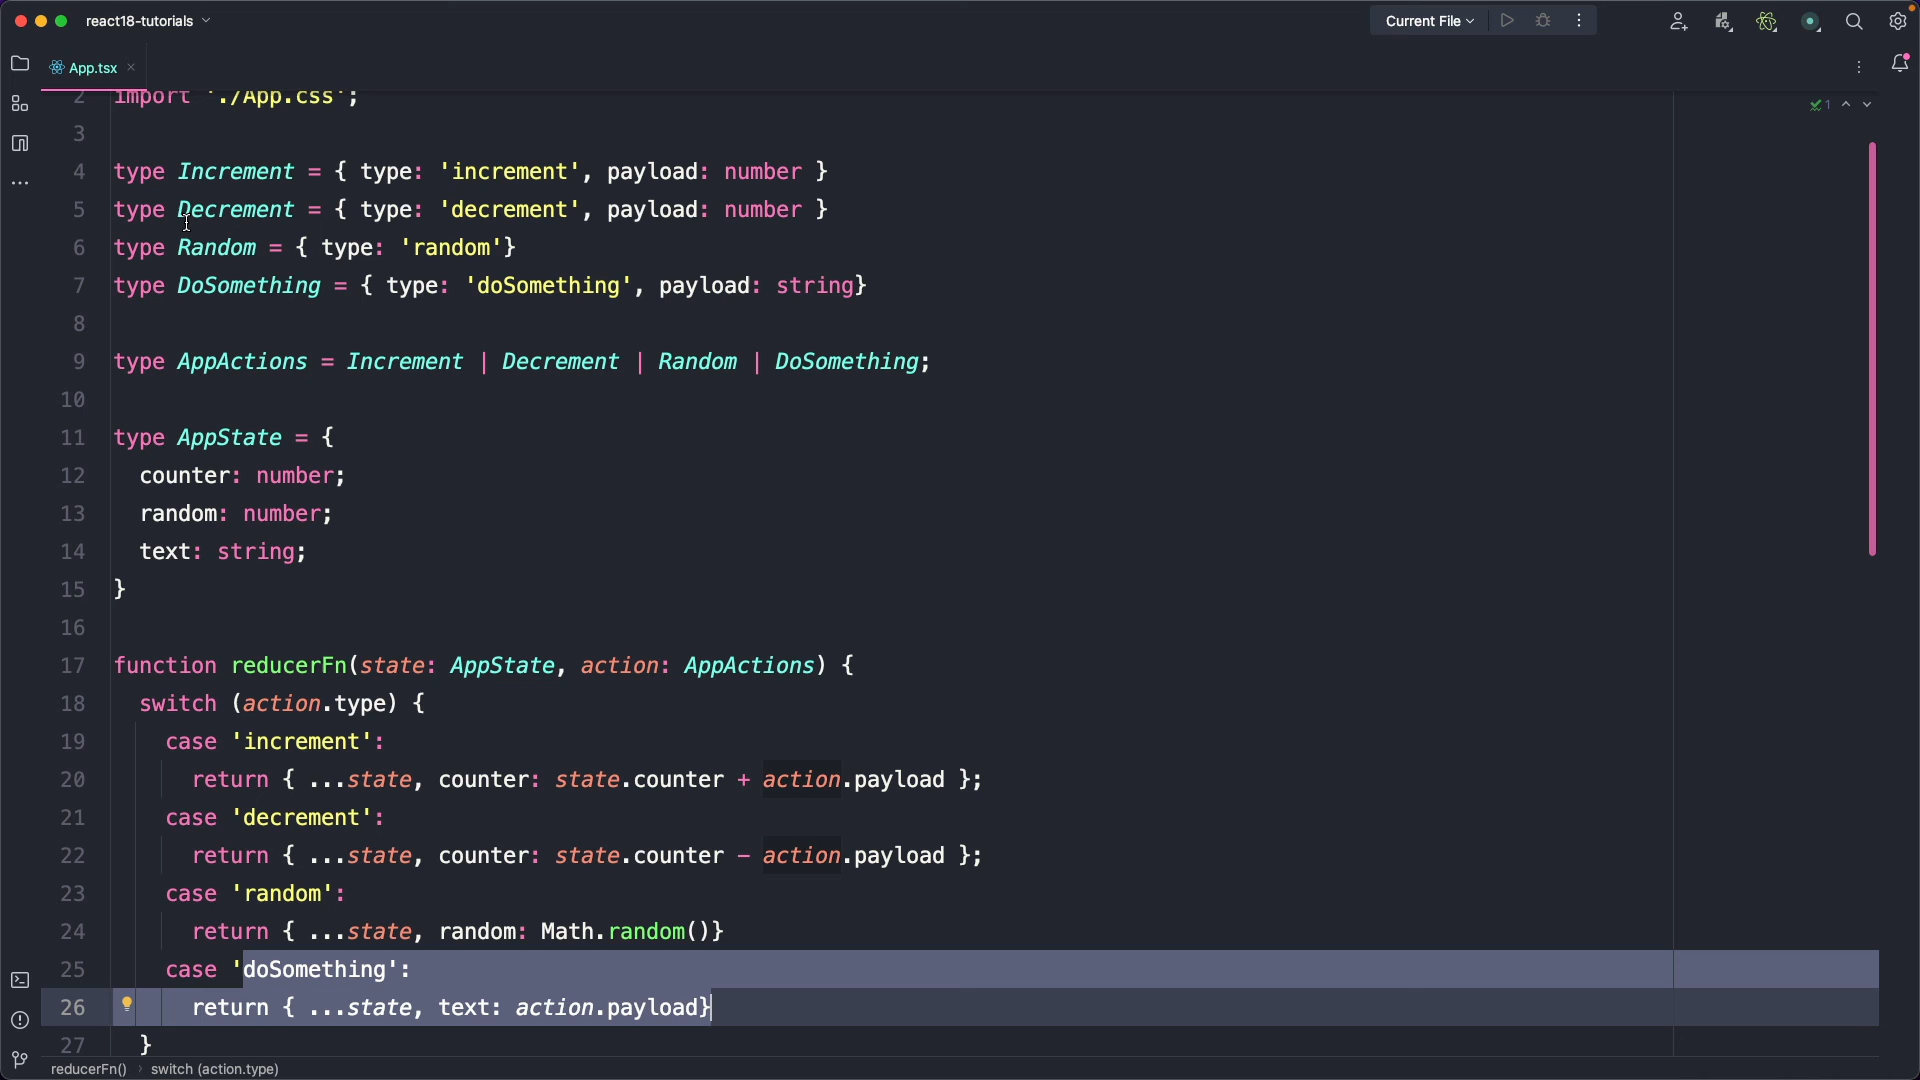 react18-tutorials
Current File
App.tsx
2 import './App.css';
1
3
4 type Increment = { type: 'increment', payload: number }
5 type Decrement = { type: 'decrement', payload: number }
6 type Random = { type: 'random'}
7 type DoSomething = { type: 'doSomething', payload: string}
8
9 type AppActions = Increment | Decrement | Random | DoSomething;
10
11 type AppState = {
12 counter: number;
13 random: number;
14 text: string;
15 }
16
17 function reducerFn(state: AppState, action: AppActions) {
18 switch (action.type) {
19 case 'increment':
20 return { ...state, counter: state.counter + action.payload };
21 case 'decrement':
22 return { ...state, counter: state.counter - action.payload };
23 case 'random':
24 return { ...state, random: Math.random()}
25 case 'doSomething':
26 return { ...state, text: action.payload}
27 }
reducerFn() › switch (action.type)